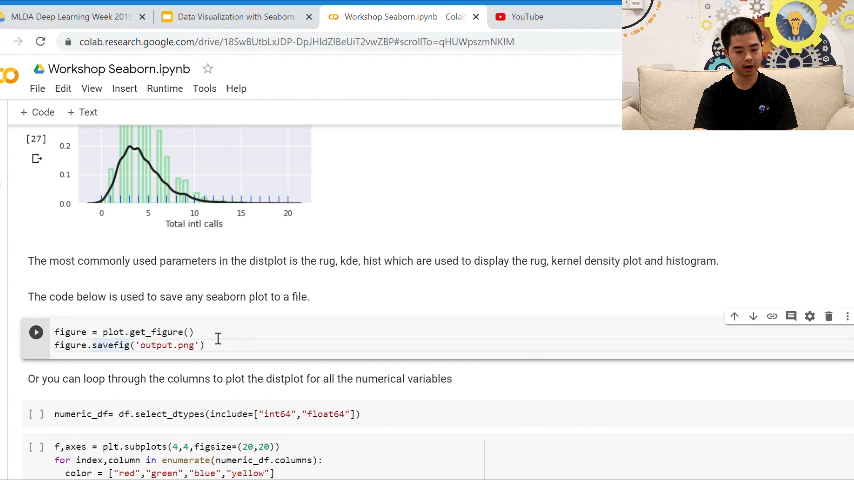 MLDA Deep Learning Week 2019
Data Visualization with Seaborn
Workshop Seaborn.ipynb - Colab
YouTube
colab.research.google.com/drive/18SwBUtbLxJDP-DpJHIdZIBeUiT2vwZBP#scrollTo=qHUWpszmNKIM
Workshop Seaborn.ipynb
File Edit View Insert Runtime Tools Help
+ Code + Text
[27]
0.2
0.1
0.0
0 5 10 15 20
Total intl calls
The most commonly used parameters in the distplot is the rug, kde, hist which are used to display the rug, kernel density plot and histogram.
The code below is used to save any seaborn plot to a file.
figure = plot.get_figure()
figure.savefig('output.png')
Or you can loop through the columns to plot the distplot for all the numerical variables
[ ] numeric_df= df.select_dtypes(include=["int64","float64"])
[ ] f,axes = plt.subplots(4,4,figsize=(20,20))
for index,column in enumerate(numeric_df.columns):
color = ["red","green","blue","yellow"]